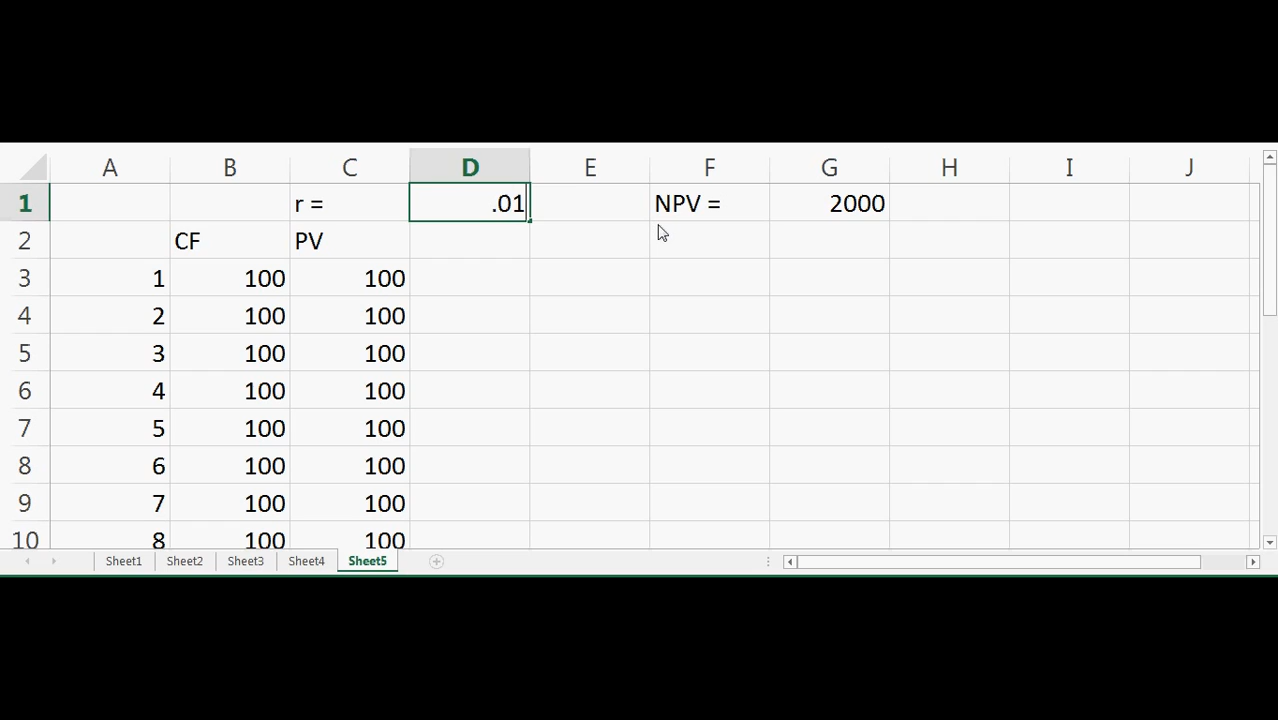 A B C D E F G H I J
1 r = .01 NPV = 2000
2 CF PV
3 1 100 100
4 2 100 100
5 3 100 100
6 4 100 100
7 5 100 100
8 6 100 100
9 7 100 100
10 8 100 100
Sheet1 Sheet2 Sheet3 Sheet4 Sheet5